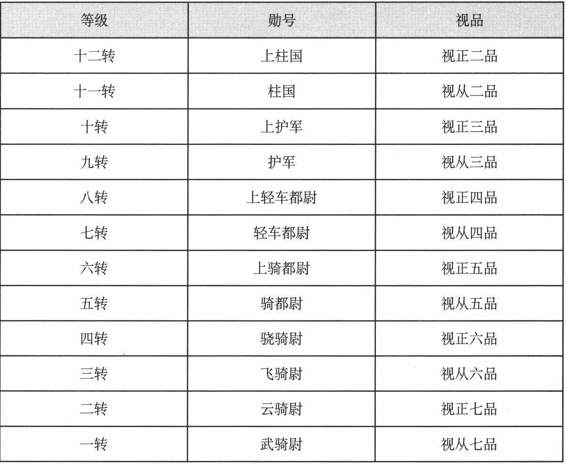 等级 勋号 视品
十二转 上柱国 视正二品
十一转 柱国 视从二品
十转 上护军 视正三品
九转 护军 视从三品
八转 上轻车都尉 视正四品
七转 轻车都尉 视从四品
六转 上骑都尉 视正五品
五转 骑都尉 视从五品
四转 骁骑尉 视正六品
三转 飞骑尉 视从六品
二转 云骑尉 视正七品
一转 武骑尉 视从七品